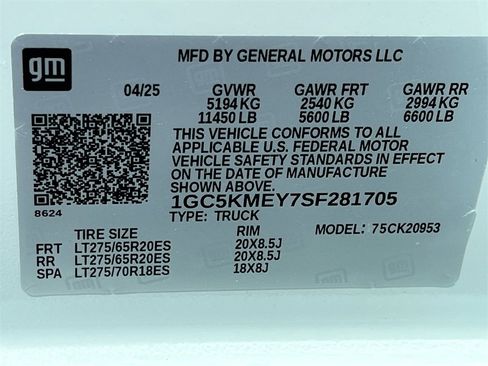 gm
MFD BY GENERAL MOTORS LLC
04/25 GVWR GAWR FRT GAWR RR
5194 KG 2540 KG 2994 KG
11450 LB 5600 LB 6600 LB
THIS VEHICLE CONFORMS TO ALL
APPLICABLE U.S. FEDERAL MOTOR
VEHICLE SAFETY STANDARDS IN EFFECT
ON THE DATE OF MANUFACTURE
SHOWN ABOVE.
1GC5KMEY7SF281705
8624
TYPE: TRUCK
TIRE SIZE RIM MODEL: 75CK20953
FRT LT275/65R20ES 20X8.5J
RR LT275/65R20ES 20X8.5J
SPA LT275/70R18ES 18X8J